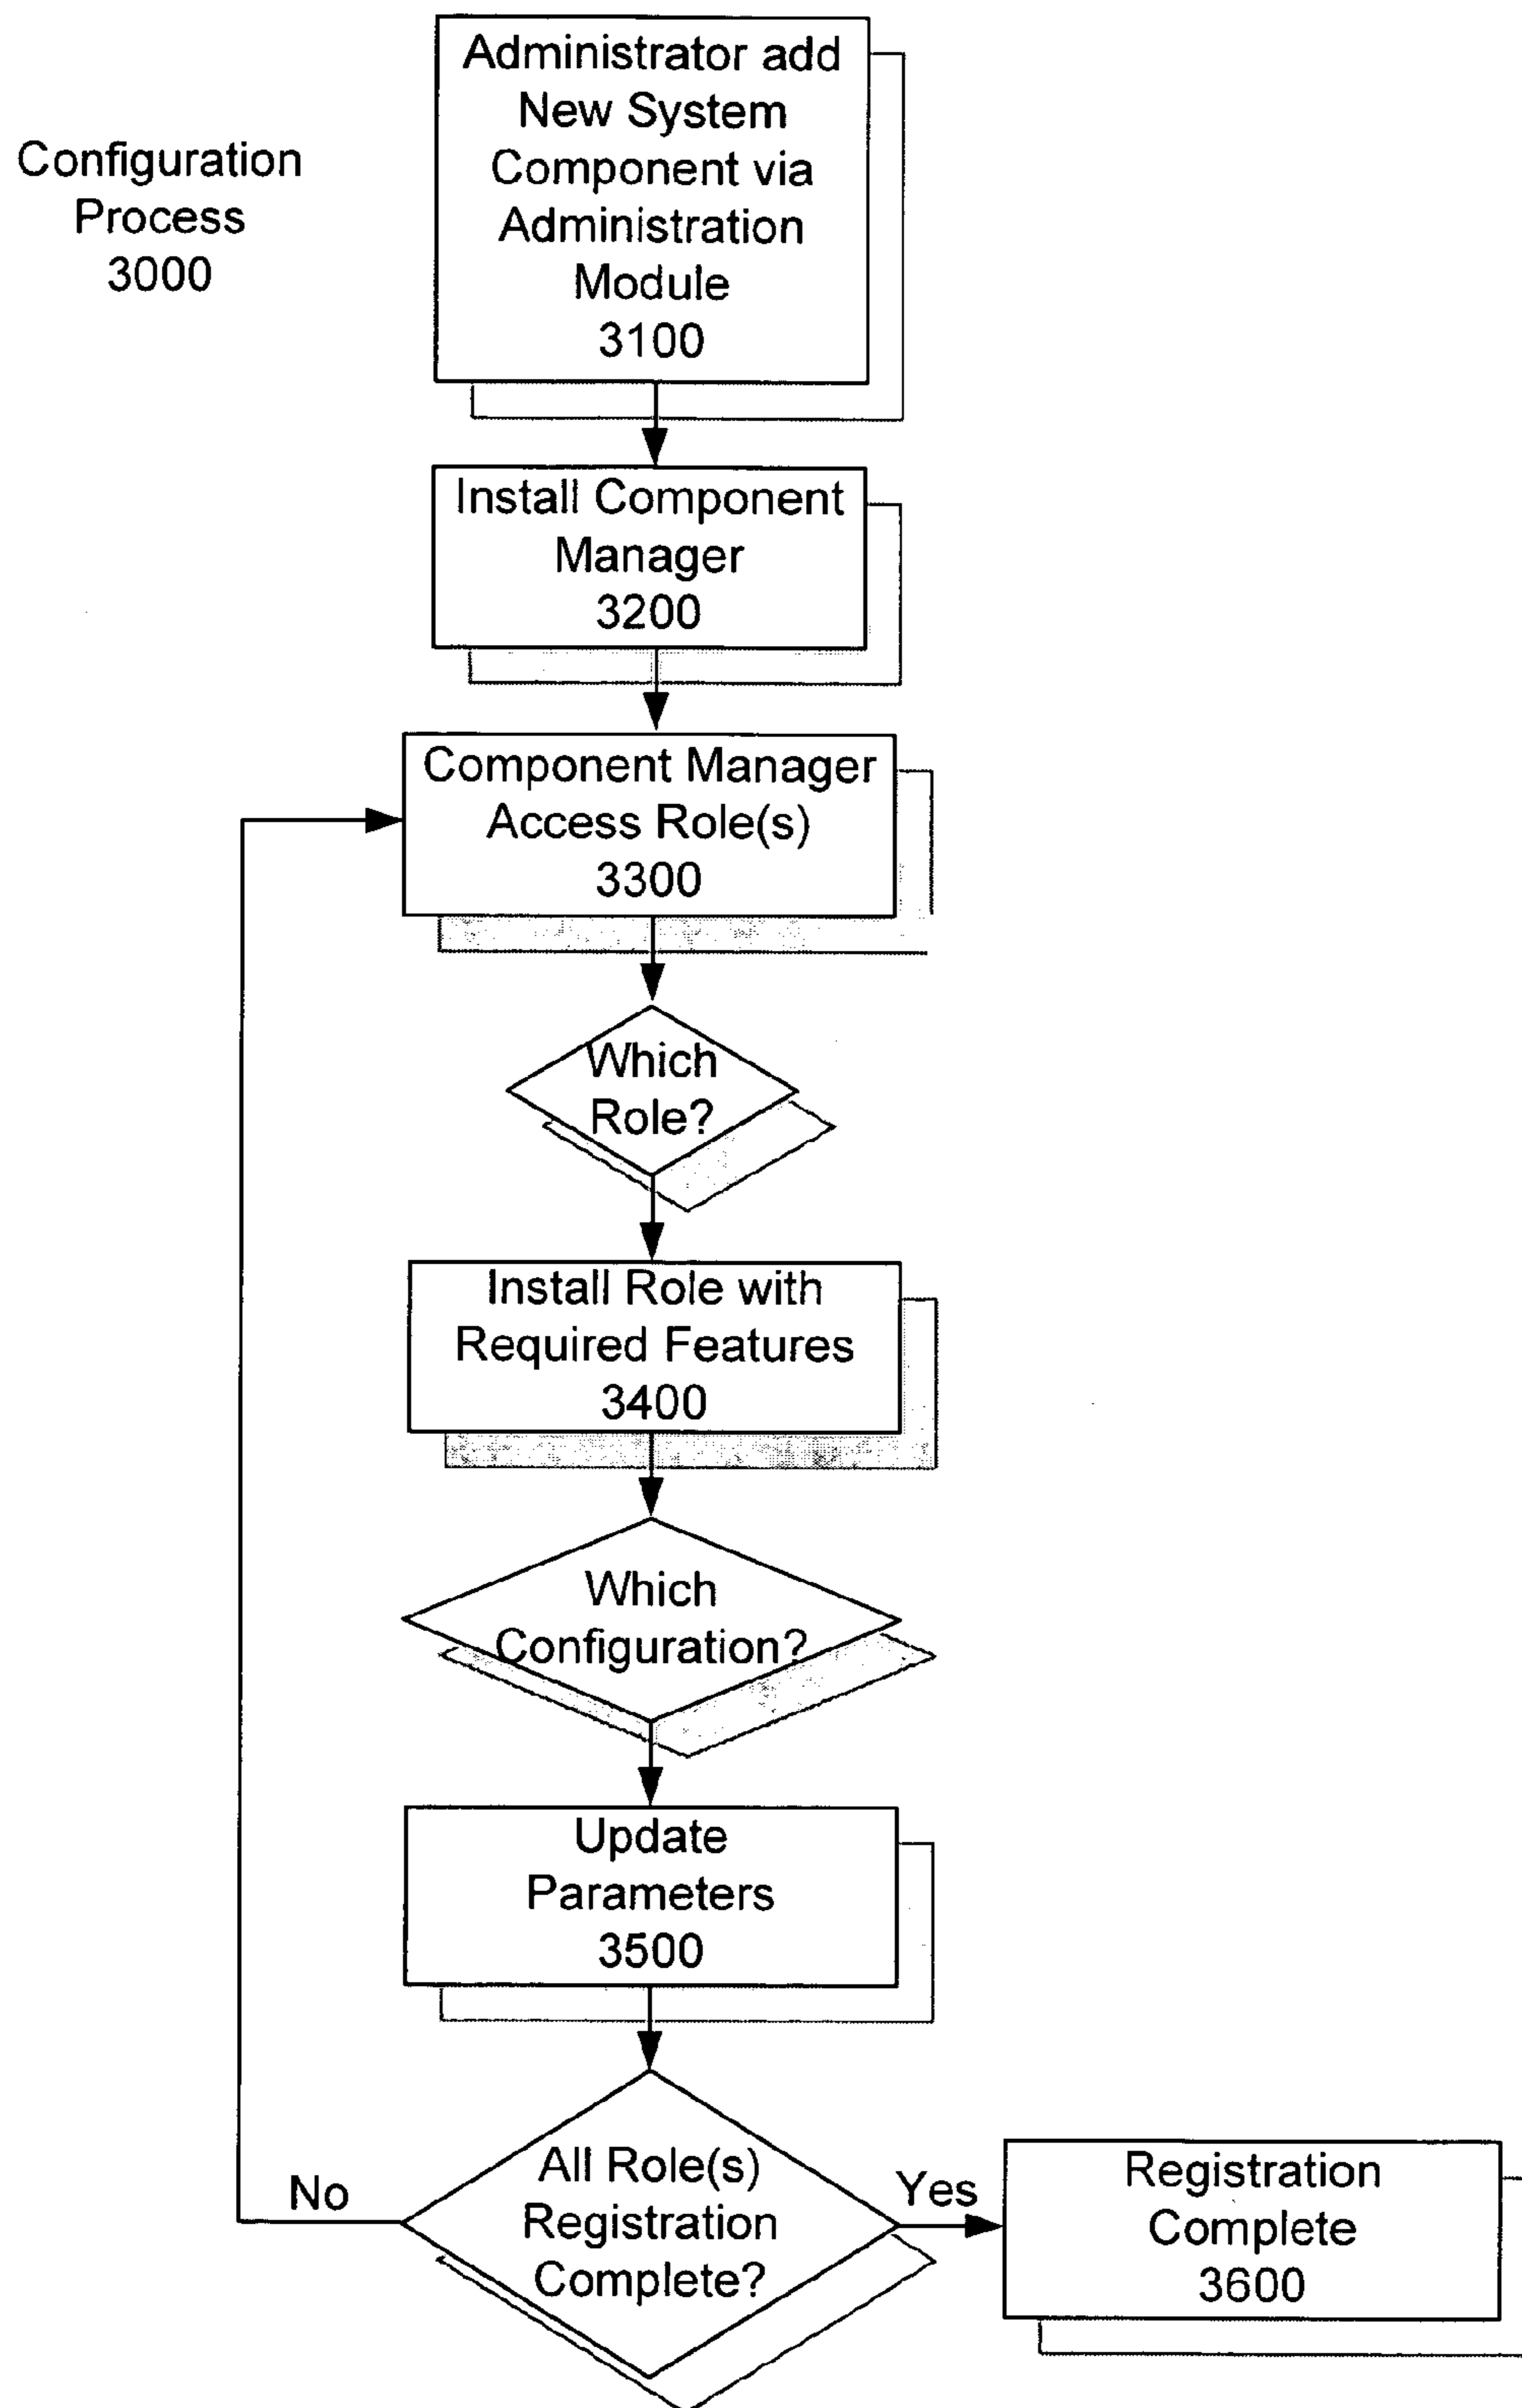 Configuration
Process
3000
Administrator add
New System
Component via
Administration
Module
3100
Install Component
Manager
3200
Component Manager
Access Role(s)
3300
Which
Role?
Install Role with
Required Features
3400
Which
Configuration?
Update
Parameters
3500
All Role(s)
Registration
Complete?
No
Yes
Registration
Complete
3600